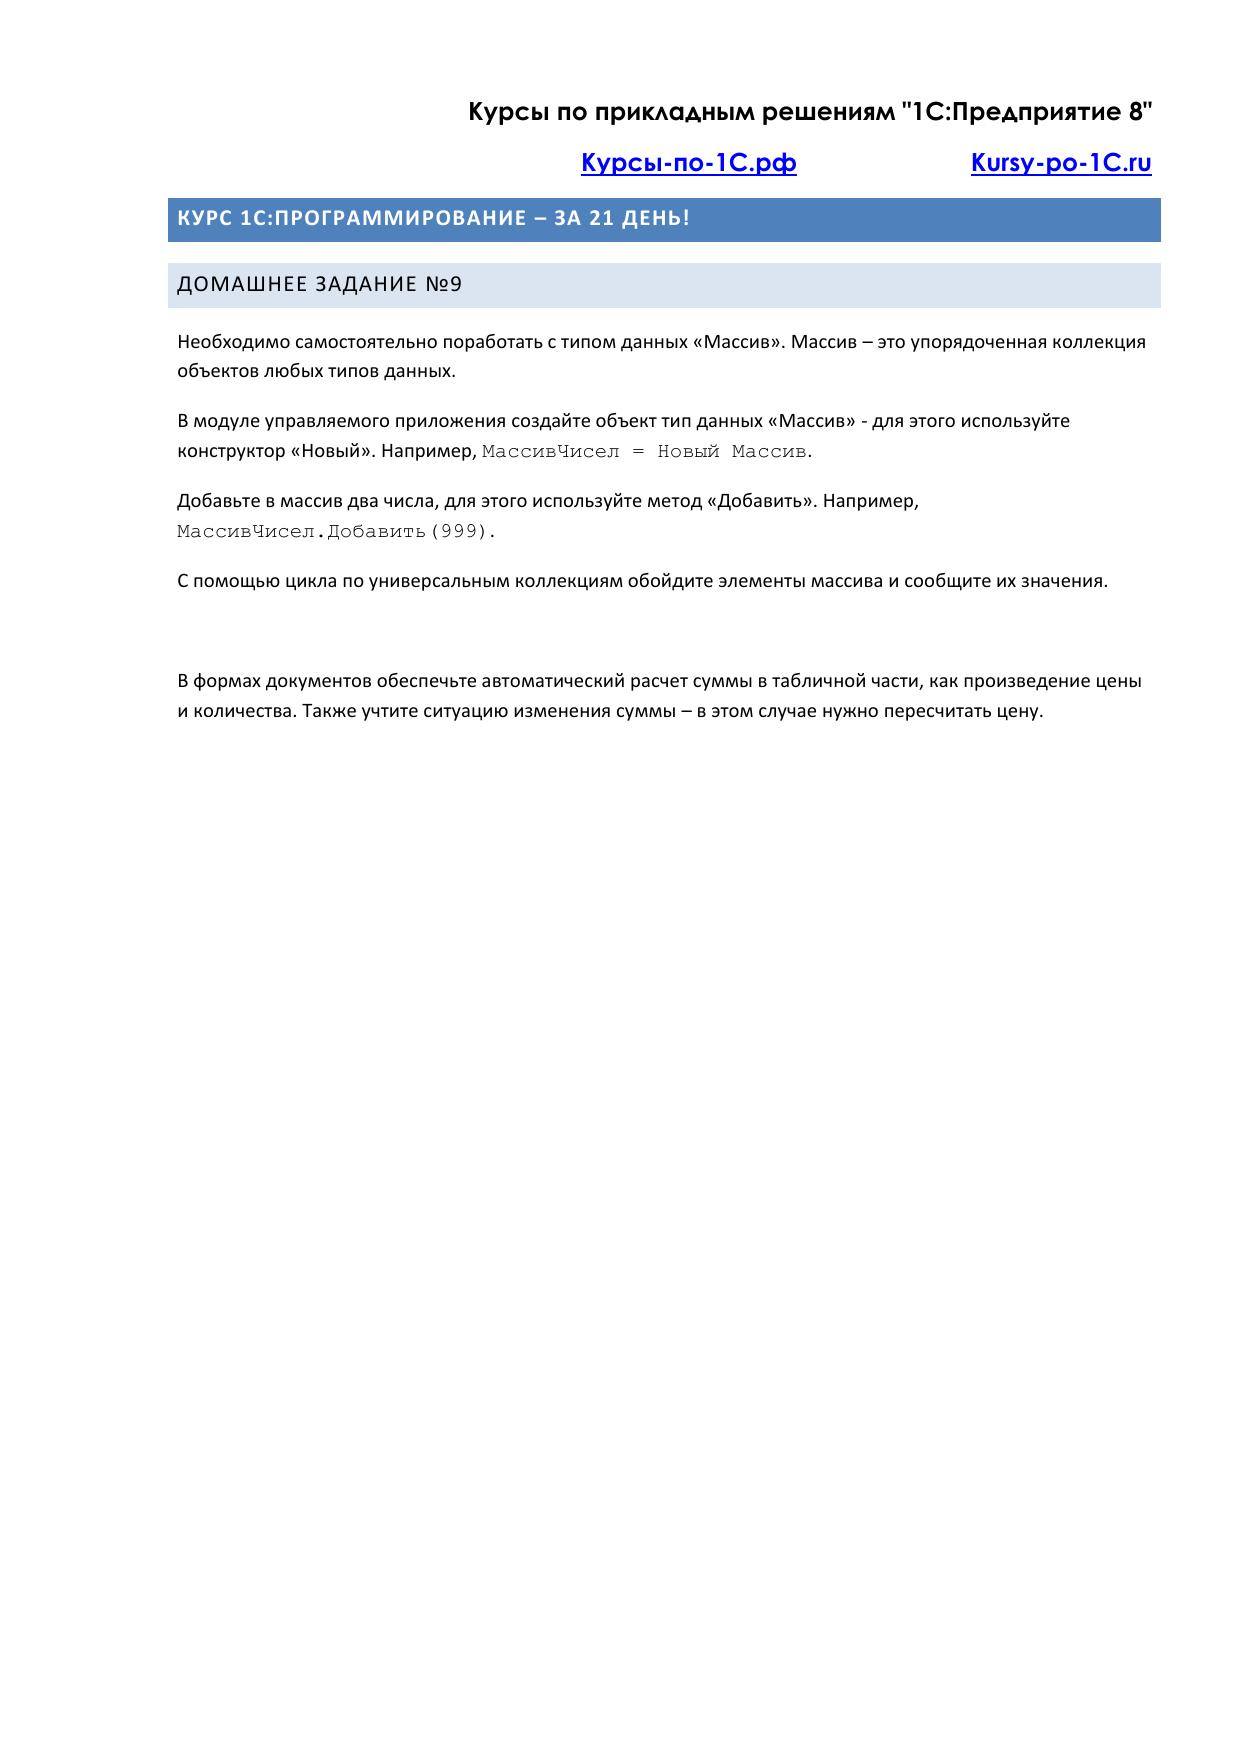 Курсы по прикладным решениям "1С:Предприятие 8"
Курсы-по-1С.рф Kursy-po-1C.ru
КУРС 1С:ПРОГРАММИРОВАНИЕ – ЗА 21 ДЕНЬ!
ДОМАШНЕЕ ЗАДАНИЕ №9
Необходимо самостоятельно поработать с типом данных «Массив». Массив – это упорядоченная коллекция
объектов любых типов данных.
В модуле управляемого приложения создайте объект тип данных «Массив» - для этого используйте
конструктор «Новый». Например, МассивЧисел = Новый Массив.
Добавьте в массив два числа, для этого используйте метод «Добавить». Например,
МассивЧисел.Добавить(999).
С помощью цикла по универсальным коллекциям обойдите элементы массива и сообщите их значения.
В формах документов обеспечьте автоматический расчет суммы в табличной части, как произведение цены
и количества. Также учтите ситуацию изменения суммы – в этом случае нужно пересчитать цену.